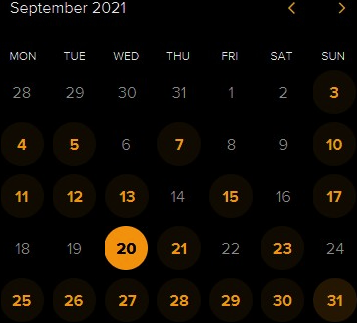 September 2021
MON TUE WED THU FRI SAT SUN
28 29 30 31 1 2 3
4 5 6 7 8 9 10
11 12 13 14 15 16 17
18 19 20 21 22 23 24
25 26 27 28 29 30 31